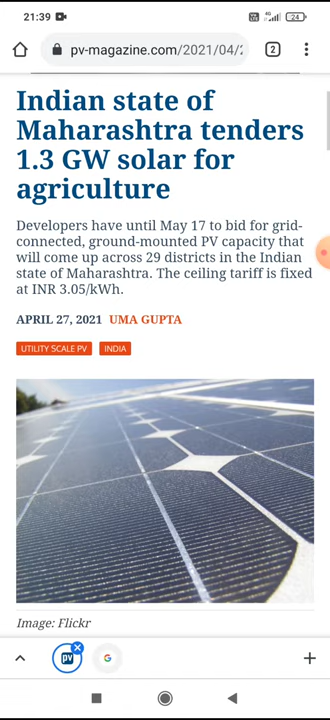 21:39
4G
24
pv-magazine.com/2021/04/2
2
Indian state of
Maharashtra tenders
1.3 GW solar for
agriculture
Developers have until May 17 to bid for grid-
connected, ground-mounted PV capacity that
will come up across 29 districts in the Indian
state of Maharashtra. The ceiling tariff is fixed
at INR 3.05/kWh.
APRIL 27, 2021 UMA GUPTA
UTILITY SCALE PV INDIA
Image: Flickr
pv
G